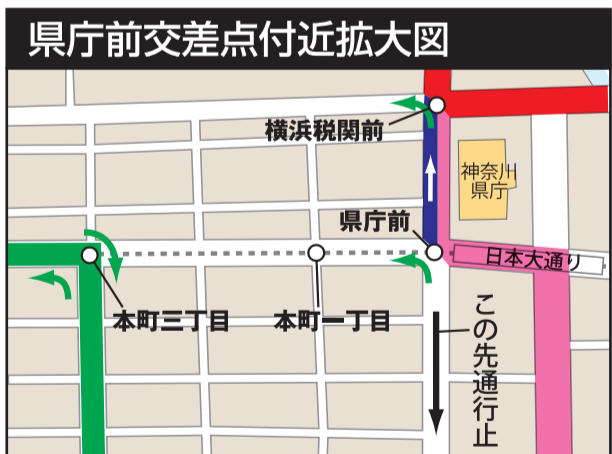 県庁前交差点付近拡大図
横浜税関前
神奈川
県庁
県庁前
日本大通り
本町三丁目
本町一丁目
この先通行止